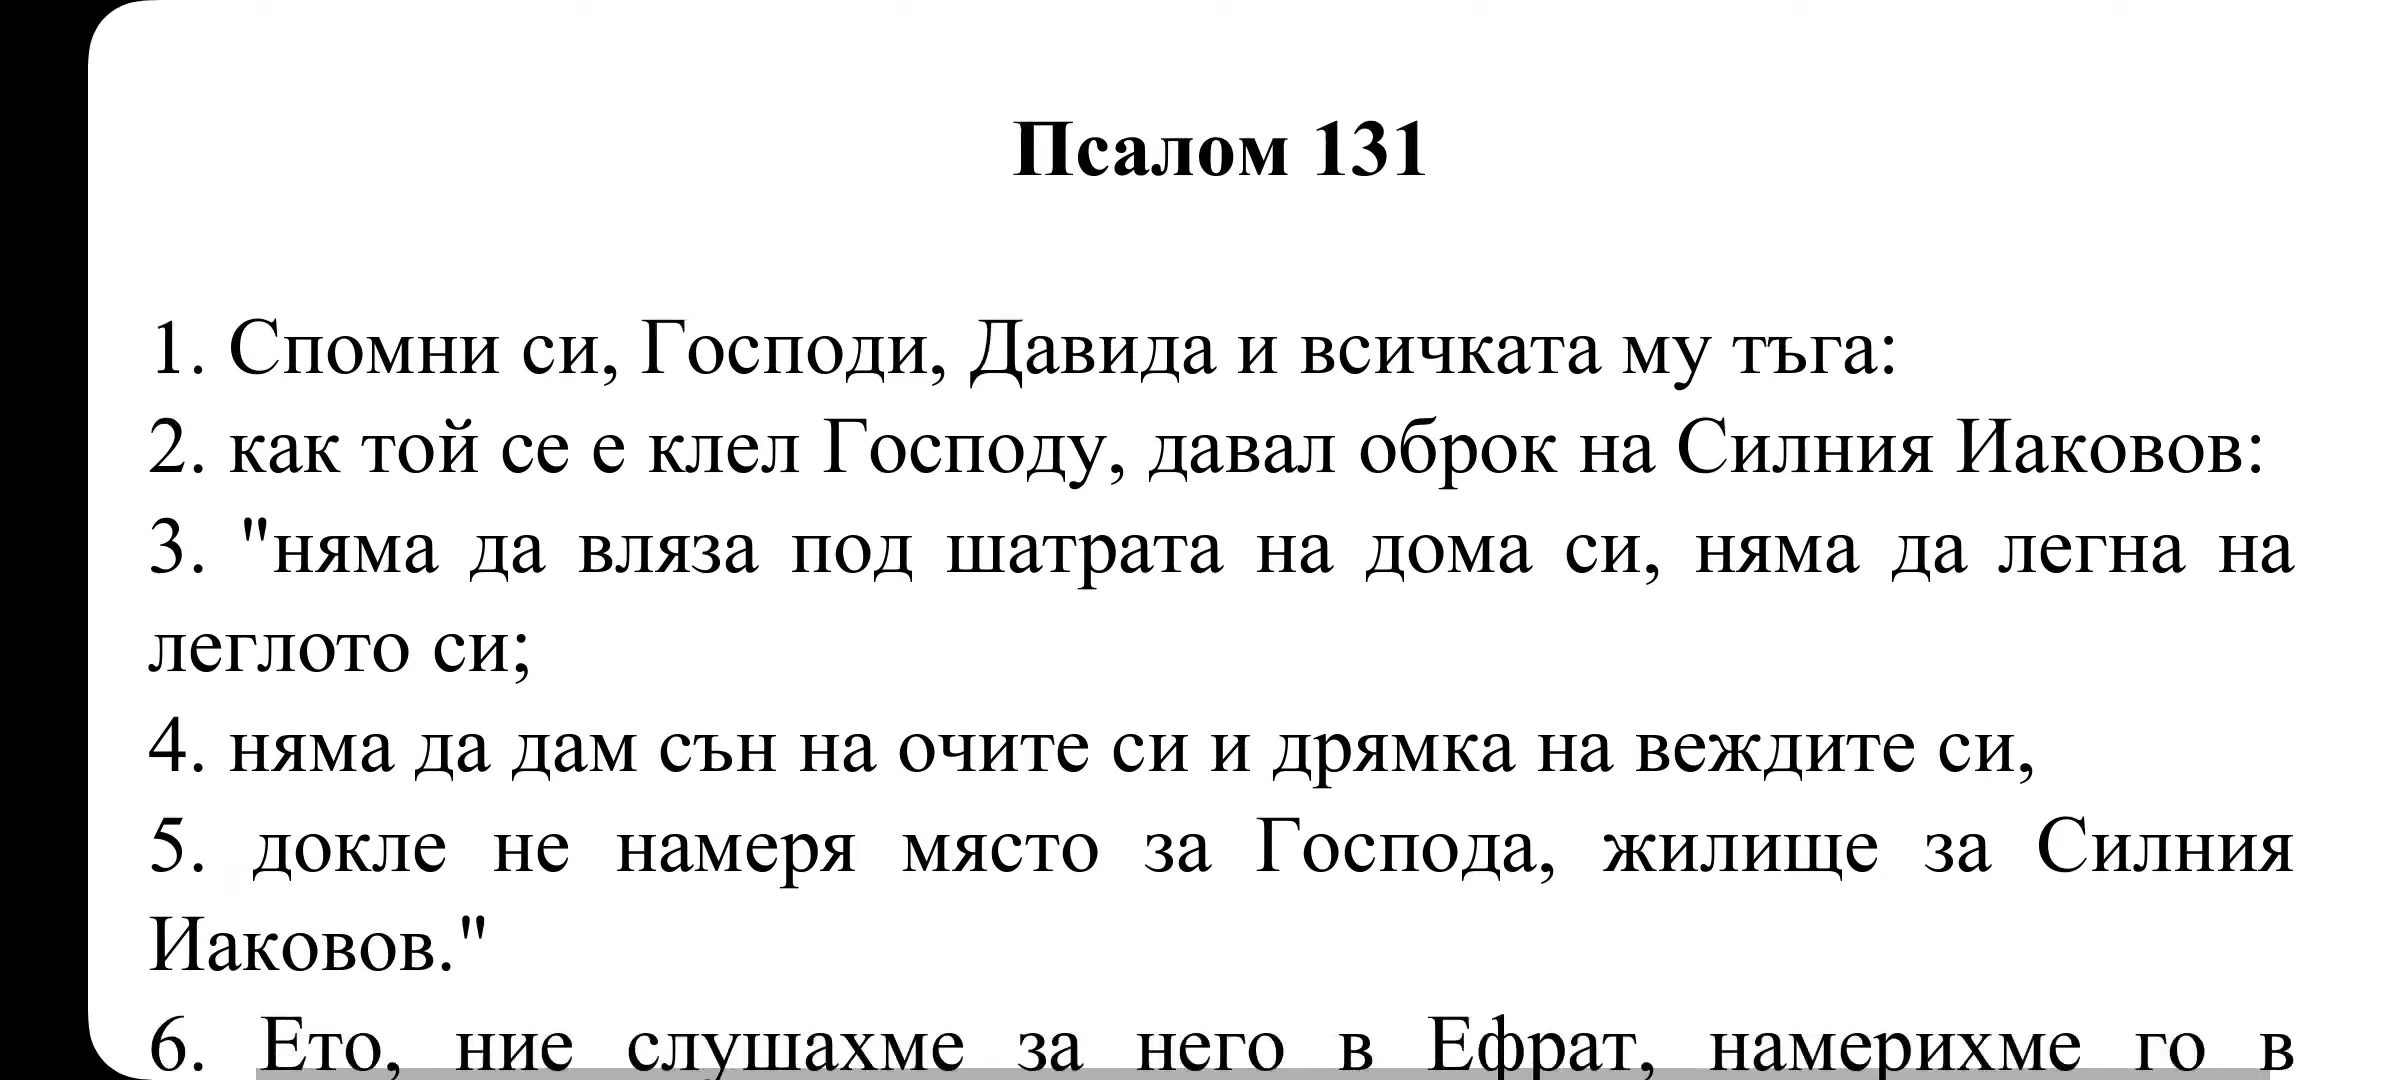 Псалом 131
1. Спомни си, Господи, Давида и всичката му тъга:
2. как той се е клел Господу, давал оброк на Силния Иаковов:
3. "няма да вляза под шатрата на дома си, няма да легна на
леглото си;
4. няма да дам сън на очите си и дрямка на веждите си,
5. докле не намеря място за Господа, жилище за Силния
Иаковов."
6. Ето, ние слушахме за него в Ефрат, намерихме го в